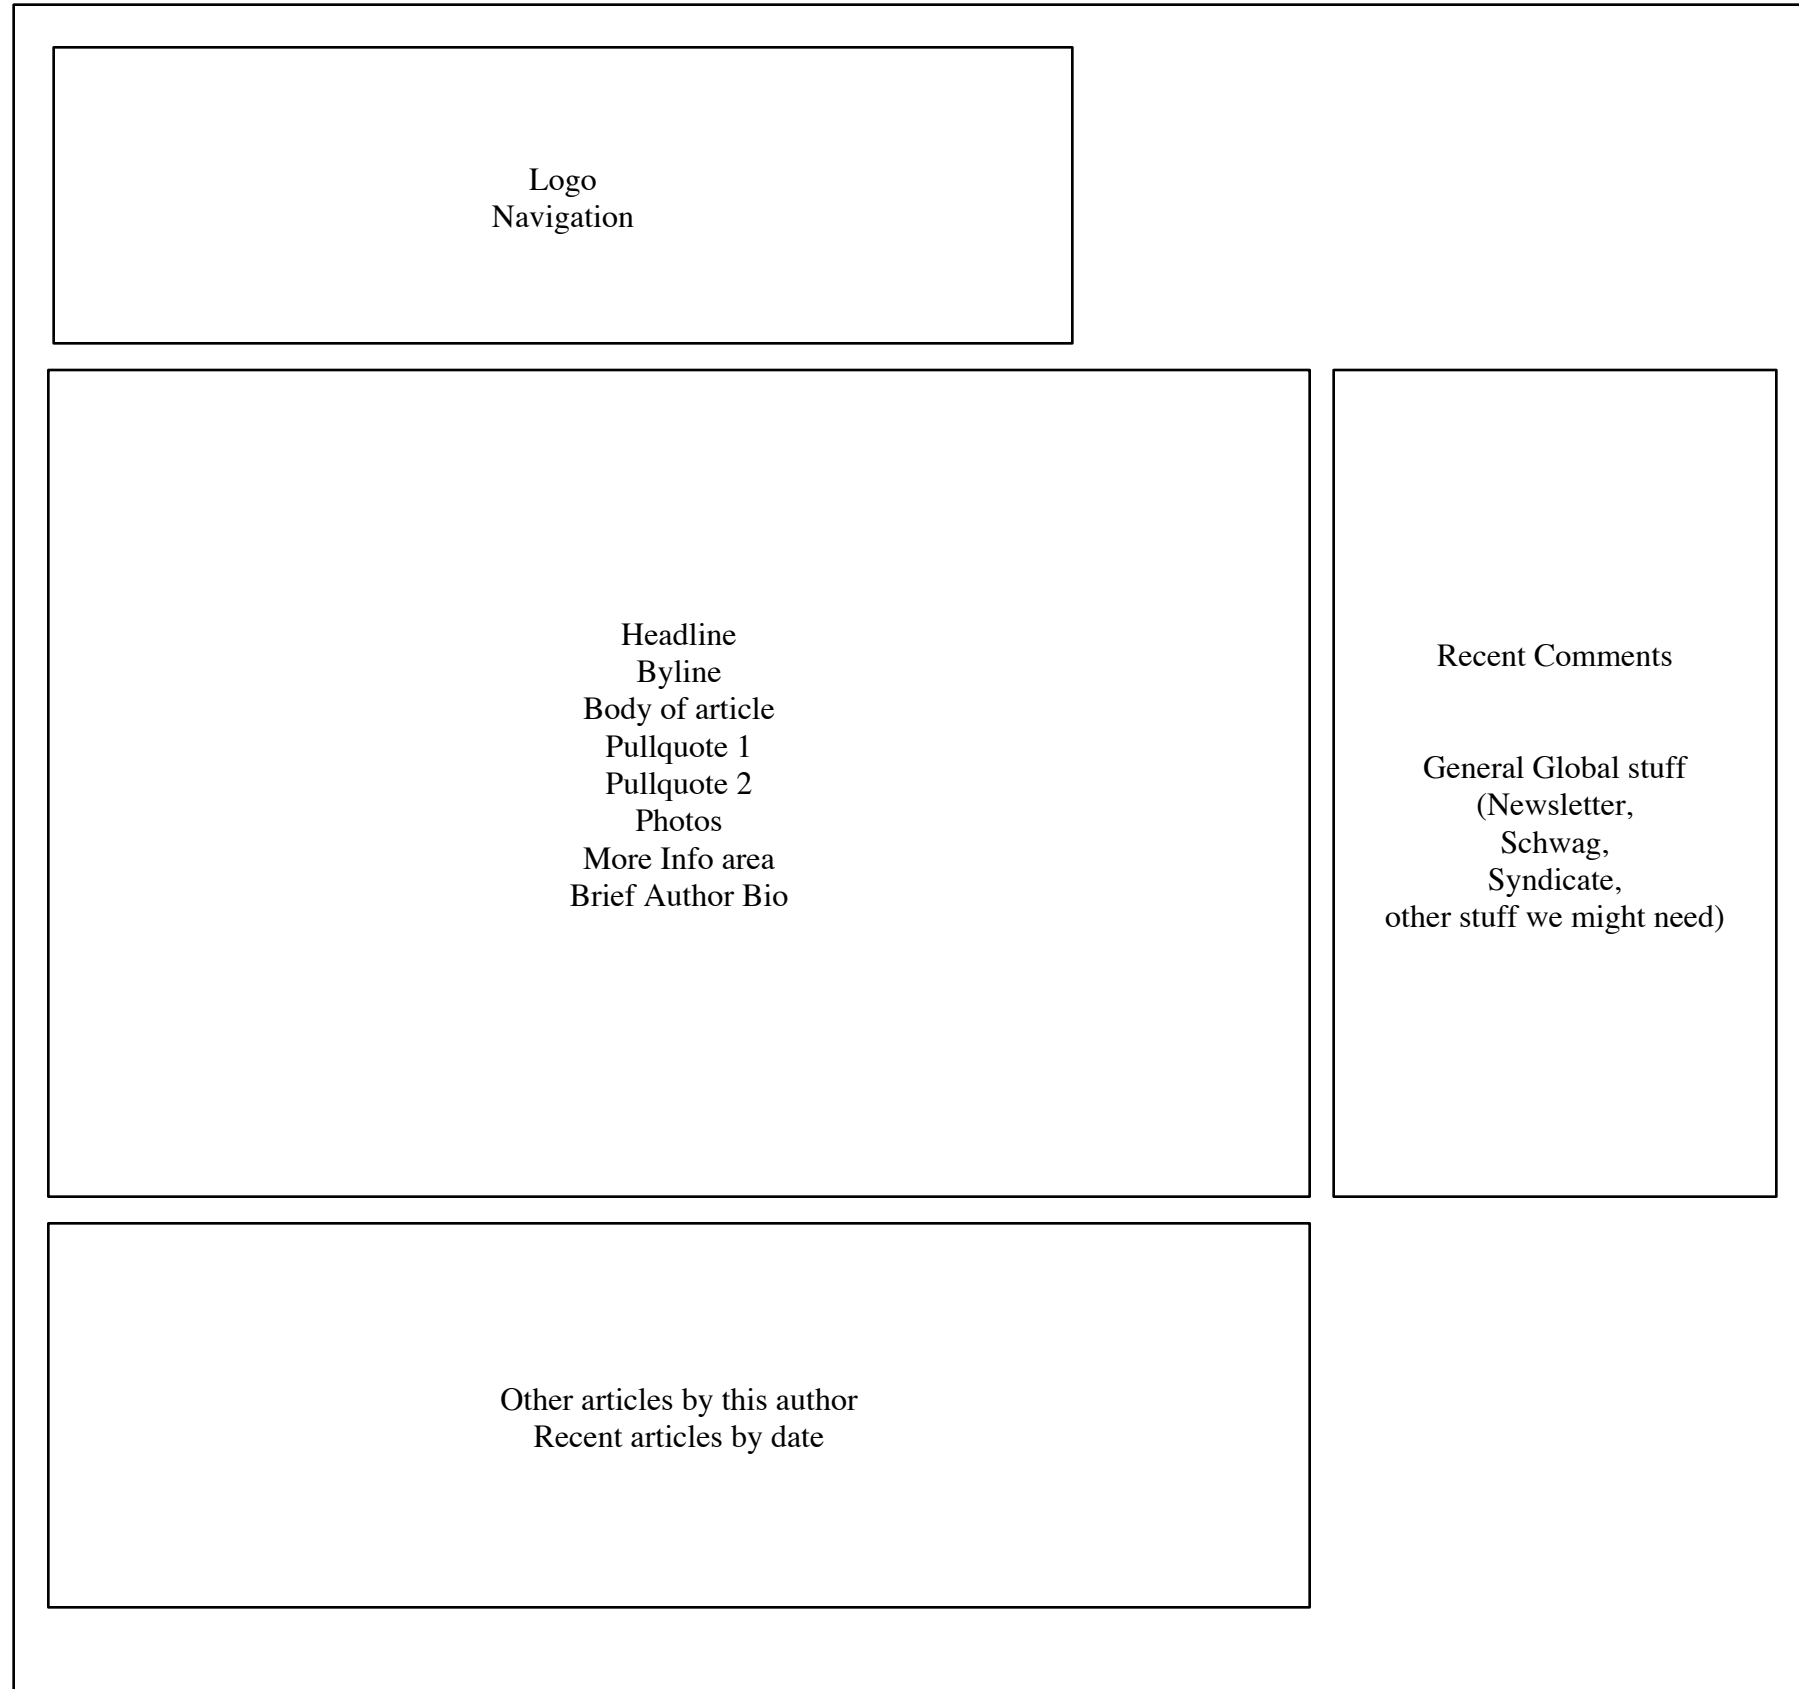 Logo
Navigation
Headline
Byline
Body of article
Pullquote 1
Pullquote 2
Photos
More Info area
Brief Author Bio
Recent Comments
General Global stuff
(Newsletter,
Schwag,
Syndicate,
other stuff we might need)
Other articles by this author
Recent articles by date